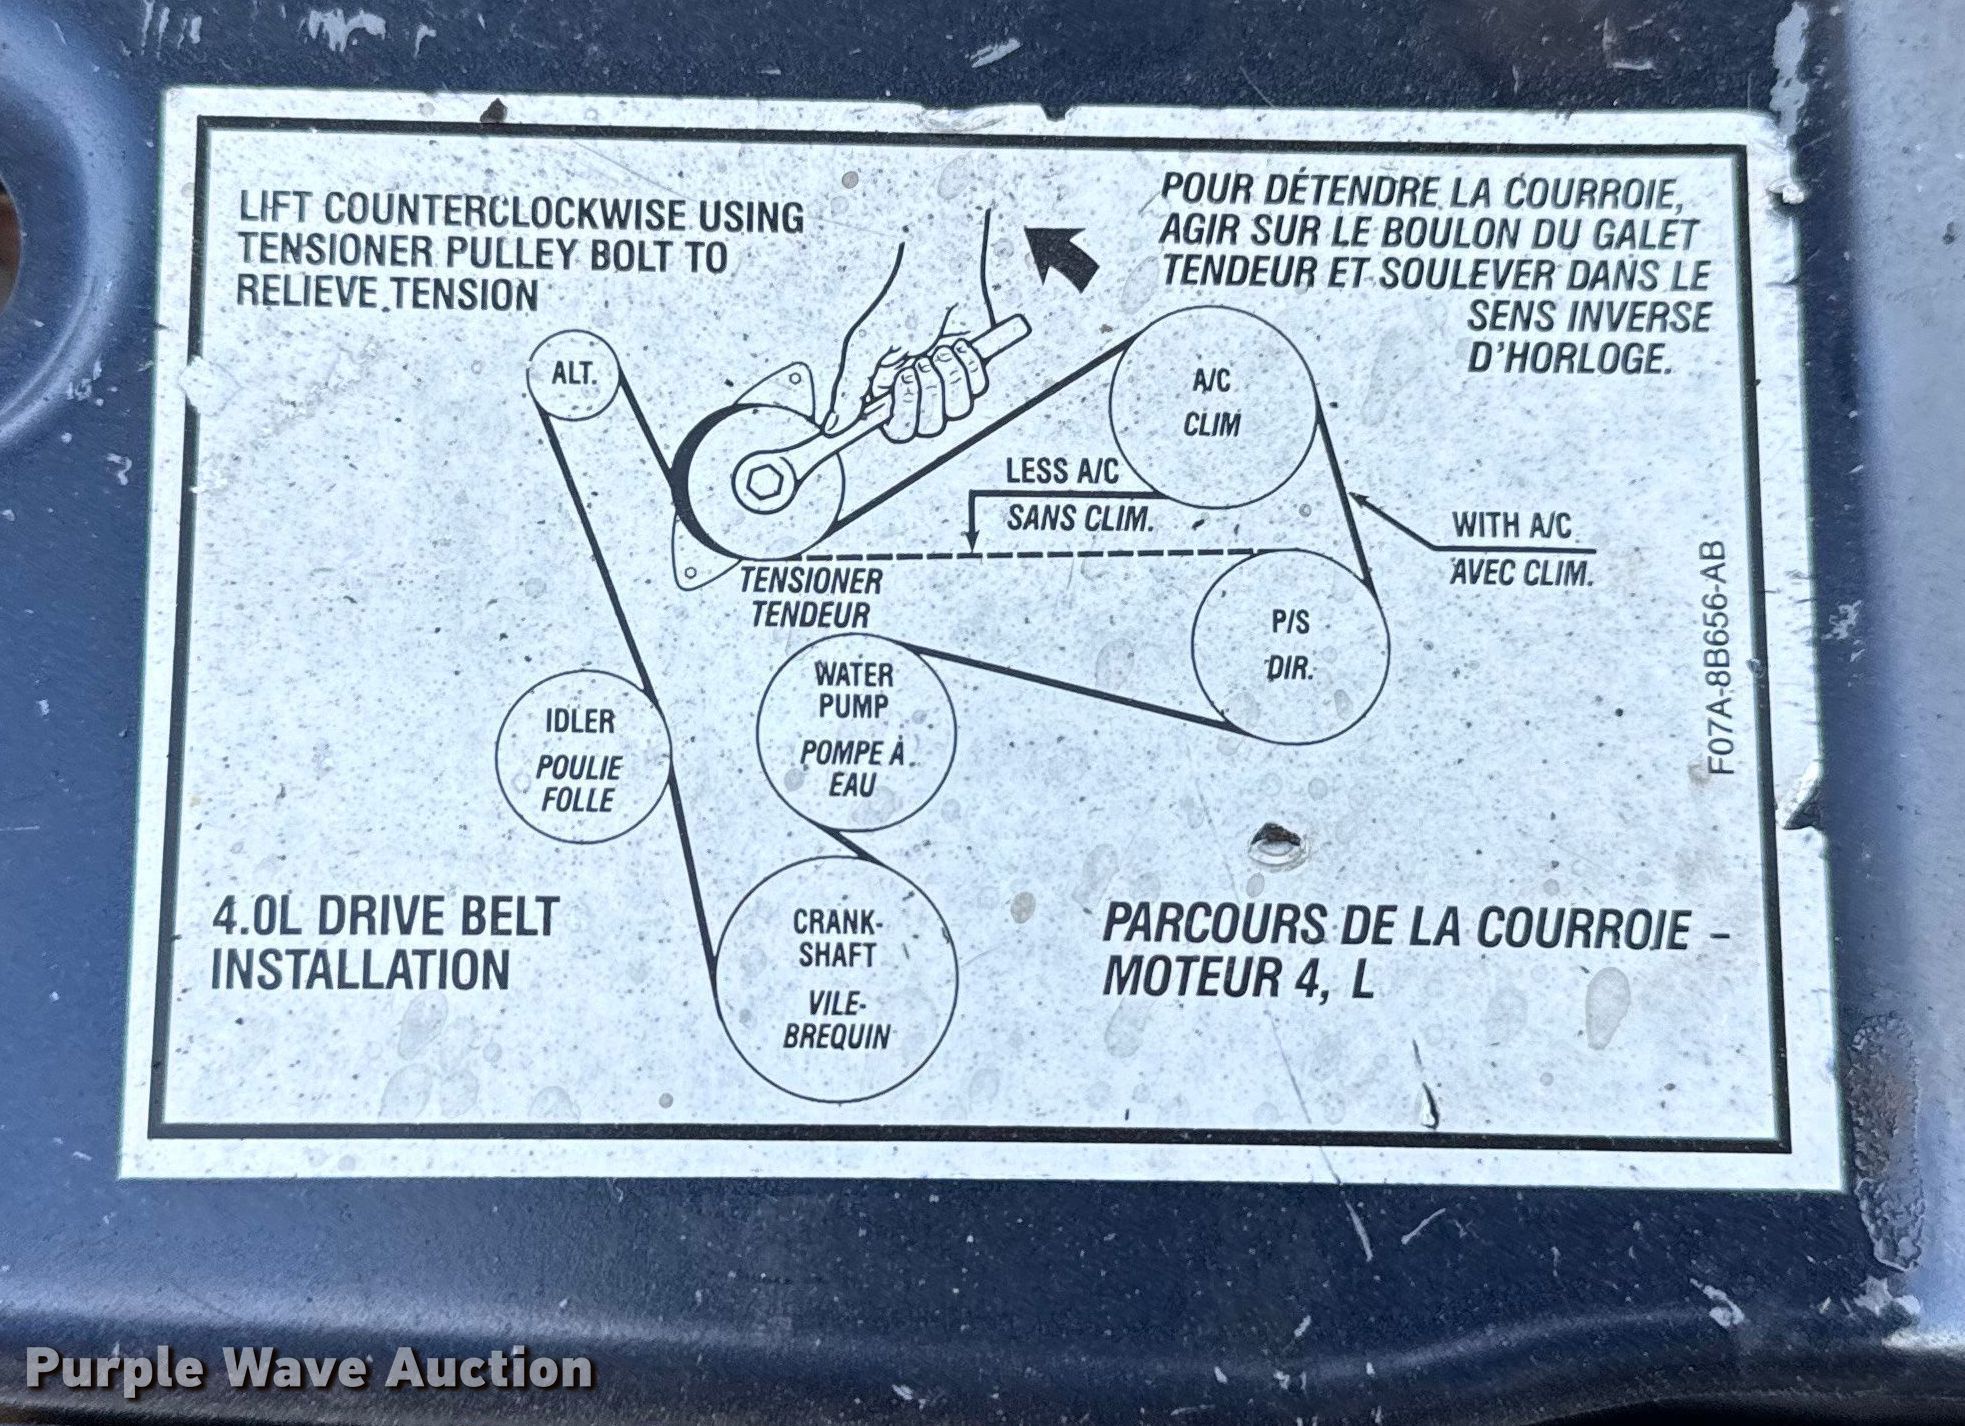 LIFT COUNTERCLOCKWISE USING
TENSIONER PULLEY BOLT TO
RELIEVE TENSION
POUR DÉTENDRE LA COURROIE,
AGIR SUR LE BOULON DU GALET
TENDEUR ET SOULEVER DANS LE
SENS INVERSE
D'HORLOGE.
ALT.
A/C
CLIM
LESS A/C
SANS CLIM.
WITH A/C
AVEC CLIM.
TENSIONER
TENDEUR
P/S
DIR.
WATER
PUMP
POMPE À
EAU
IDLER
POULIE
FOLLE
CRANK-
SHAFT
VILE-
BREQUIN
F07A-8B656-AB
4.0L DRIVE BELT
INSTALLATION
PARCOURS DE LA COURROIE -
MOTEUR 4, L
Purple Wave Auction